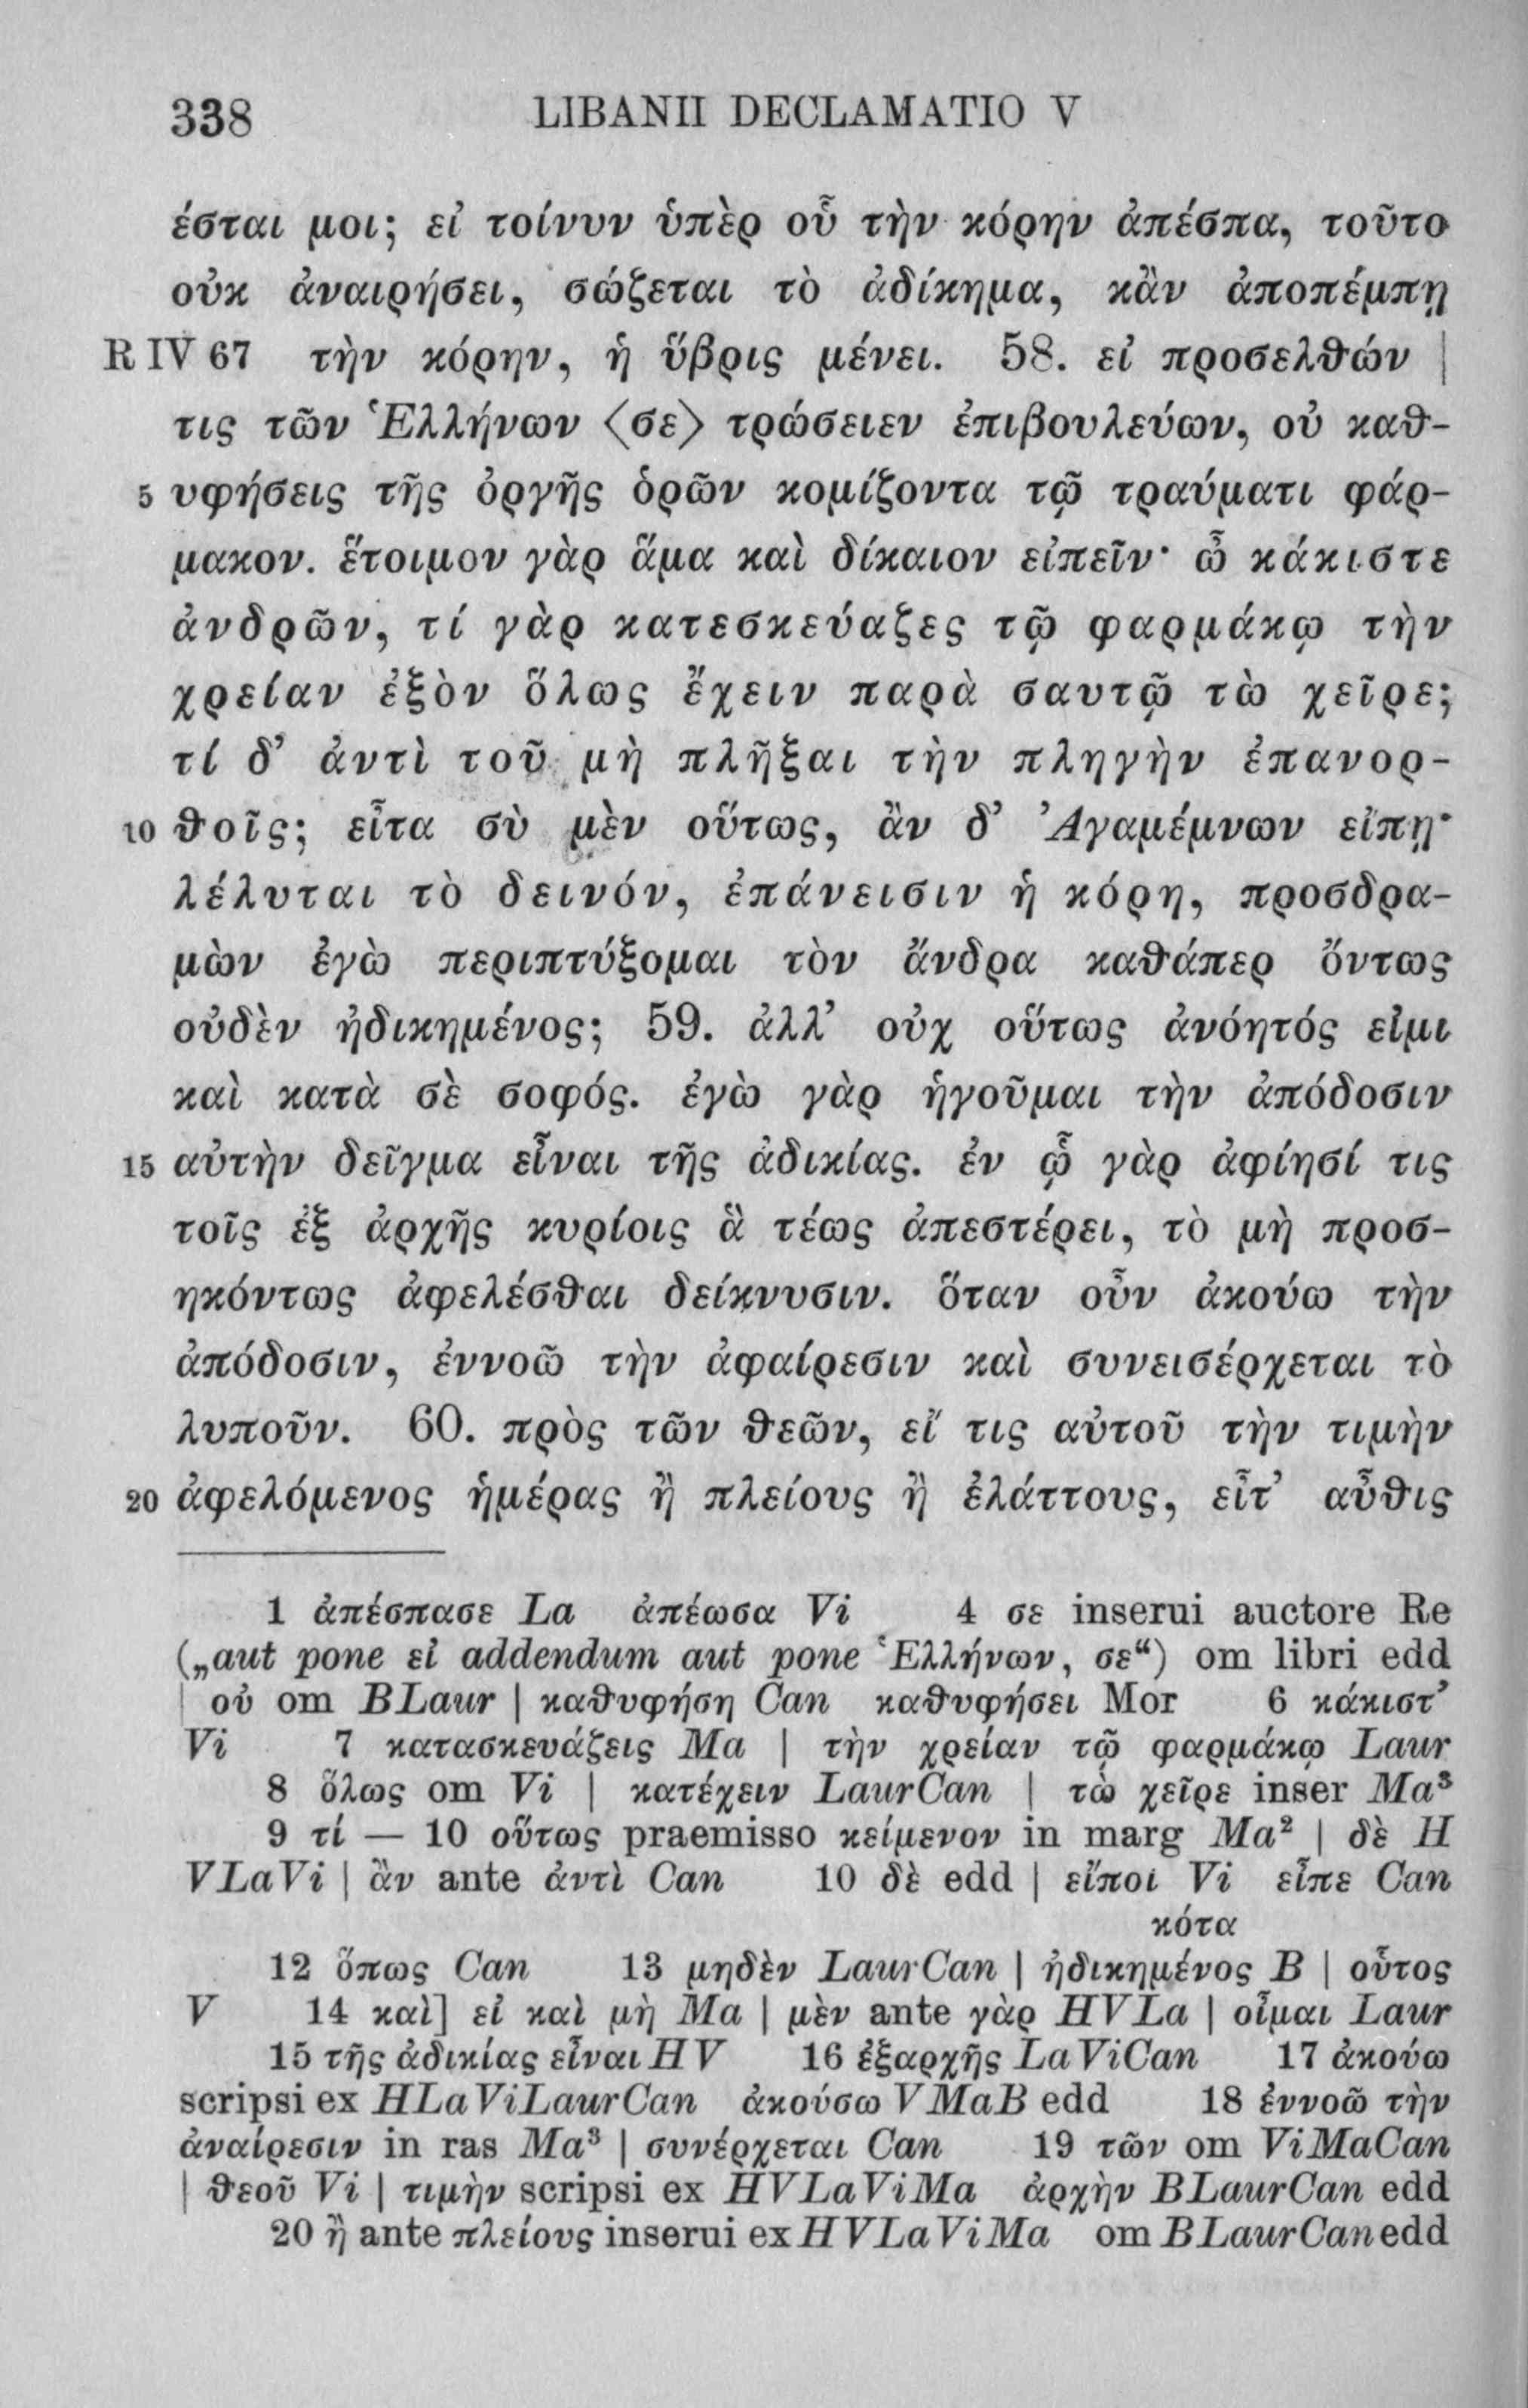 338 LIBANII DECLAMATIO V
έσται μοι; εἰ τοίνυν ὑπὲρ οὗ τὴν κόρην ἀπέσπα, τοῦτο
οὐκ ἀναιρήσει, σώζεται τὸ ἀδίκημα, κἂν ἀποπέμπῃ
R IV 67 τὴν κόρην, ἡ ὕβρις μένει. 58. εἰ προσελθών |
τις τῶν Ἑλλήνων ⟨σε⟩ τρώσειεν ἐπιβουλεύων, οὐ καθ-
5 υφήσεις τῆς ὀργῆς ὁρῶν κομίζοντα τῷ τραύματι φάρ-
μακον. ἕτοιμον γὰρ ἅμα καὶ δίκαιον εἰπεῖν· ὦ κάκιστε
ἀνδρῶν, τί γὰρ κατεσκεύαζες τῷ φαρμάκῳ τὴν
χρείαν ἐξὸν ὅλως ἔχειν παρὰ σαυτῷ τὼ χεῖρε;
τί δ’ ἀντὶ τοῦ μὴ πλῆξαι τὴν πληγὴν ἐπανορ-
10 θοῖς; εἶτα σὺ μὲν οὕτως, ἂν δ’ Ἀγαμέμνων εἰπῃ·
λέλυται τὸ δεινόν, ἐπάνεισιν ἡ κόρη, προσδρα-
μὼν ἐγὼ περιπτύξομαι τὸν ἄνδρα καθάπερ ὄντως
οὐδὲν ἠδικημένος; 59. ἀλλ’ οὐχ οὕτως ἀνόητός εἰμι
καὶ κατὰ σὲ σοφός. ἐγὼ γὰρ ἡγοῦμαι τὴν ἀπόδοσιν
15 αὐτὴν δεῖγμα εἶναι τῆς ἀδικίας. ἐν ᾧ γὰρ ἀφίησί τις
τοῖς ἐξ ἀρχῆς κυρίοις ἃ τέως ἀπεστέρει, τὸ μὴ προσ-
ηκόντως ἀφελέσθαι δείκνυσιν. ὅταν οὖν ἀκούω τὴν
ἀπόδοσιν, ἐννοῶ τὴν ἀφαίρεσιν καὶ συνεισέρχεται τὸ
λυποῦν. 60. πρὸς τῶν θεῶν, εἴ τις αὐτοῦ τὴν τιμὴν
20 ἀφελόμενος ἡμέρας ἢ πλείους ἢ ἐλάττους, εἶτ’ αὖθις
1 ἀπέσπασε La ἀπέωσα Vi 4 σε inserui auctore Re
(„aut pone εἰ addendum aut pone Ἑλλήνων, σε“) om libri edd
| οὐ om BLaur | καθυφήση Can καθυφήσει Mor 6 κάκιστ’
Vi 7 κατασκευάζεις Ma | τὴν χρείαν τῷ φαρμάκῳ Laur
8 ὅλως om Vi | κατέχειν LaurCan | τὼ χεῖρε inser Ma³
9 τί — 10 οὕτως praemisso κείμενον in marg Ma² | δὲ H
VLaVi | ἂν ante ἀντὶ Can 10 δὲ edd | εἴποι Vi εἶπε Can
κότα
12 ὅπως Can 13 μηδὲν LaurCan | ἠδικημένος B | οὗτος
V 14 καὶ] εἰ καὶ μὴ Ma | μὲν ante γὰρ HVLa | οἶμαι Laur
15 τῆς ἀδικίας εἶναι HV 16 ἐξαρχῆς LaViCan 17 ἀκούω
scripsi ex HLaViLaurCan ἀκούσω VMaB edd 18 ἐννοῶ τὴν
ἀναίρεσιν in ras Ma³ | συνέρχεται Can 19 τῶν om ViMaCan
| θεοῦ Vi | τιμὴν scripsi ex HVLaViMa ἀρχὴν BLaurCan edd
20 ἢ ante πλείους inserui ex HVLaViMa om BLaurCan edd